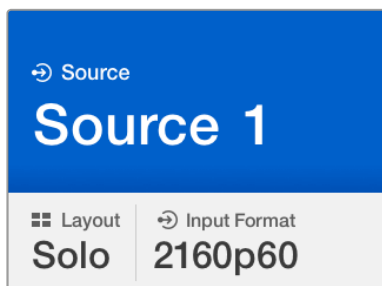 Source
Source 1
Layout
Input Format
Solo
2160p60